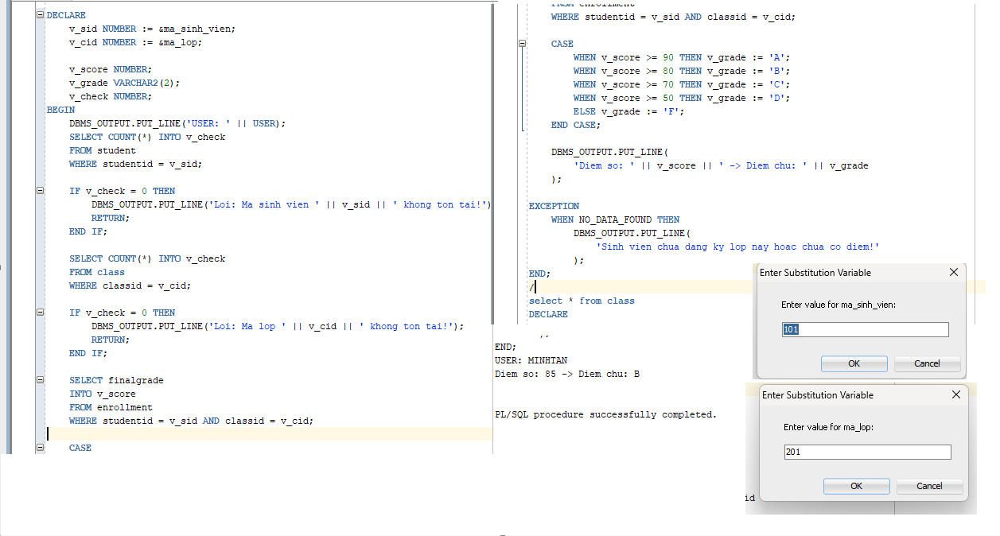 DECLARE
v_sid NUMBER := &ma_sinh_vien;
v_cid NUMBER := &ma_lop;
v_score NUMBER;
v_grade VARCHAR2(2);
v_check NUMBER;
BEGIN
DBMS_OUTPUT.PUT_LINE('USER: ' || USER);
SELECT COUNT(*) INTO v_check
FROM student
WHERE studentid = v_sid;
IF v_check = 0 THEN
DBMS_OUTPUT.PUT_LINE('Loi: Ma sinh vien ' || v_sid || ' khong ton tai!')
RETURN;
END IF;
SELECT COUNT(*) INTO v_check
FROM class
WHERE classid = v_cid;
IF v_check = 0 THEN
DBMS_OUTPUT.PUT_LINE('Loi: Ma lop ' || v_cid || ' khong ton tai!');
RETURN;
END IF;
SELECT finalgrade
INTO v_score
FROM enrollment
WHERE studentid = v_sid AND classid = v_cid;
CASE
FROM enrollment
WHERE studentid = v_sid AND classid = v_cid;
CASE
WHEN v_score >= 90 THEN v_grade := 'A';
WHEN v_score >= 80 THEN v_grade := 'B';
WHEN v_score >= 70 THEN v_grade := 'C';
WHEN v_score >= 50 THEN v_grade := 'D';
ELSE v_grade := 'F';
END CASE;
DBMS_OUTPUT.PUT_LINE(
'Diem so: ' || v_score || ' -> Diem chu: ' || v_grade
);
EXCEPTION
WHEN NO_DATA_FOUND THEN
DBMS_OUTPUT.PUT_LINE(
'Sinh vien chua dang ky lop nay hoac chua co diem!'
);
END;
/
select * from class
DECLARE
END;
USER: MINHTAN
Diem so: 85 -> Diem chu: B
PL/SQL procedure successfully completed.
Enter Substitution Variable
Enter value for ma_sinh_vien:
101
OK Cancel
Enter Substitution Variable
Enter value for ma_lop:
201
OK Cancel
id